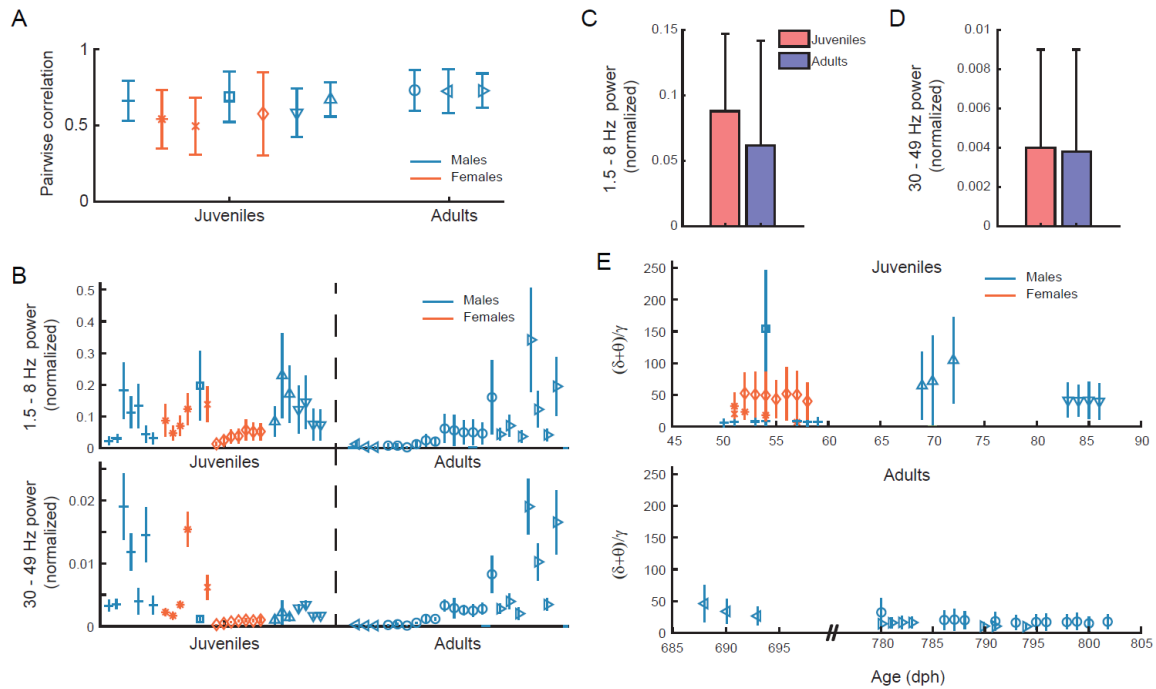 A
Pairwise correlation
1
0.5
0
Males
Females
Juveniles
Adults
B
1.5 - 8 Hz power
(normalized)
0.5
0.4
0.3
0.2
0.1
0
Males
Females
Juveniles
Adults
30 - 49 Hz power
(normalized)
0.02
0.01
0
Juveniles
Adults
C
1.5 - 8 Hz power
(normalized)
0.15
0.1
0.05
0
Juveniles
Adults
D
30 - 49 Hz power
(normalized)
0.01
0.008
0.006
0.004
0.002
0
E
Juveniles
(δ+θ)/γ
250
200
150
100
50
0
Males
Females
45 50 55 60 65 70 75 80 85 90
Adults
(δ+θ)/γ
250
200
150
100
50
0
685 690 695 // 780 785 790 795 800 805
Age (dph)